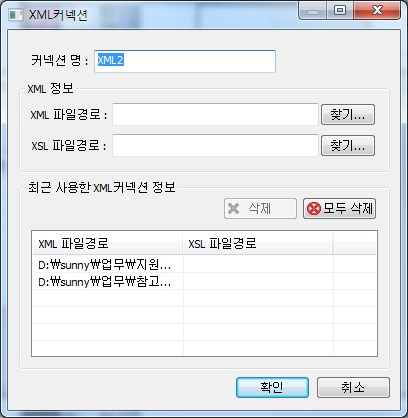 XML커넥션
커넥션 명 : XML2
XML 정보
XML 파일경로 : 찾기...
XSL 파일경로 : 찾기...
최근 사용한 XML커넥션 정보
삭제 모두 삭제
XML 파일경로 XSL 파일경로
D:₩sunny₩업무₩지원...
D:₩sunny₩업무₩참고...
확인 취소